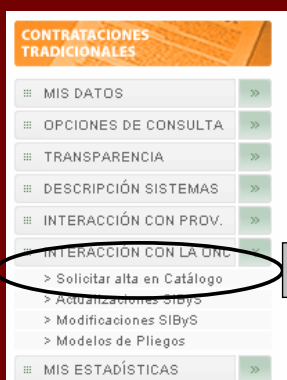 CONTRATACIONES
TRADICIONALES
MIS DATOS
OPCIONES DE CONSULTA
TRANSPARENCIA
DESCRIPCIÓN SISTEMAS
INTERACCIÓN CON PROV.
INTERACCIÓN CON LA ONC
> Solicitar alta en Catálogo
> Actualizaciones SIByS
> Modificaciones SIByS
> Modelos de Pliegos
MIS ESTADÍSTICAS